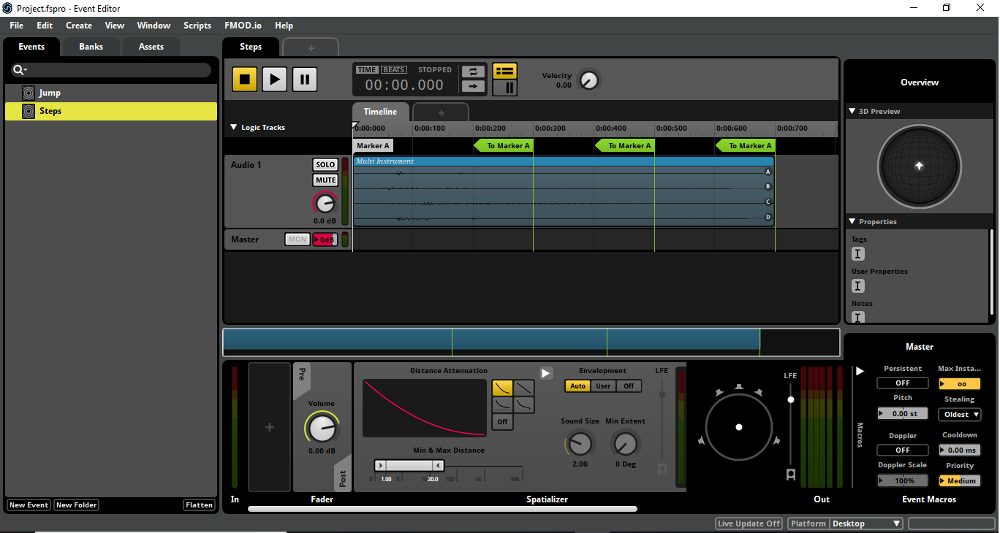 Project.fspro - Event Editor
File Edit Create View Window Scripts FMOD.io Help
Events Banks Assets
Jump
Steps
New Event New Folder Flatten
Steps +
TIME BEATS STOPPED
00:00.000
Velocity
0.00
Timeline +
Logic Tracks
0:00:000 0:00:100 0:00:200 0:00:300 0:00:400 0:00:500 0:00:600 0:00:700
Marker A To Marker A To Marker A To Marker A
Audio 1
SOLO
MUTE
0.0 dB
Multi Instrument
A
B
C
D
Master MON 0dB
Overview
3D Preview
Properties
Tags
User Properties
Notes
In
+
Pre
Volume
0.00 dB
Post
Fader
Distance Attenuation
Off
Min & Max Distance
0 1.00 5 20.0 100 1k 10k
Envelopment
Auto User Off
Sound Size Min Extent
2.00 0 Deg
LFE
Spatializer
LFE
Out
Macros
Master
Persistent Max Insta...
OFF oo
Pitch Stealing
0.00 st Oldest
Doppler Cooldown
OFF 0.00 ms
Doppler Scale Priority
100% Medium
Event Macros
Live Update Off Platform Desktop